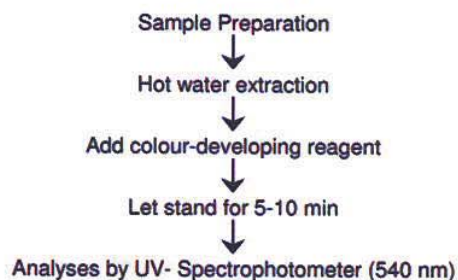 Sample Preparation
Hot water extraction
Add colour-developing reagent
Let stand for 5-10 min
Analyses by UV- Spectrophotometer (540 nm)